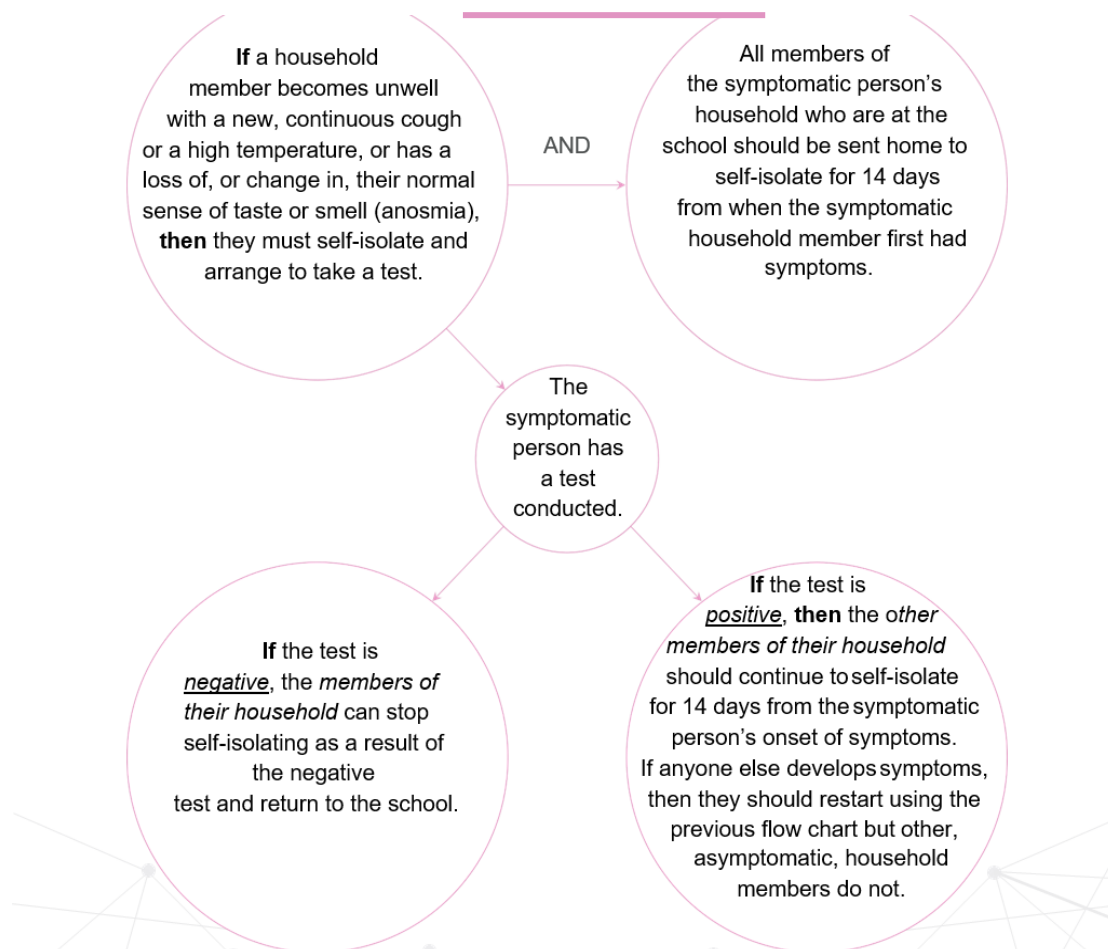 If a household
member becomes unwell
with a new, continuous cough
or a high temperature, or has a
loss of, or change in, their normal
sense of taste or smell (anosmia),
then they must self-isolate and
arrange to take a test.
AND
All members of
the symptomatic person’s
household who are at the
school should be sent home to
self-isolate for 14 days
from when the symptomatic
household member first had
symptoms.
The
symptomatic
person has
a test
conducted.
If the test is
negative, the members of
their household can stop
self-isolating as a result of
the negative
test and return to the school.
If the test is
positive, then the other
members of their household
should continue to self-isolate
for 14 days from the symptomatic
person’s onset of symptoms.
If anyone else develops symptoms,
then they should restart using the
previous flow chart but other,
asymptomatic, household
members do not.